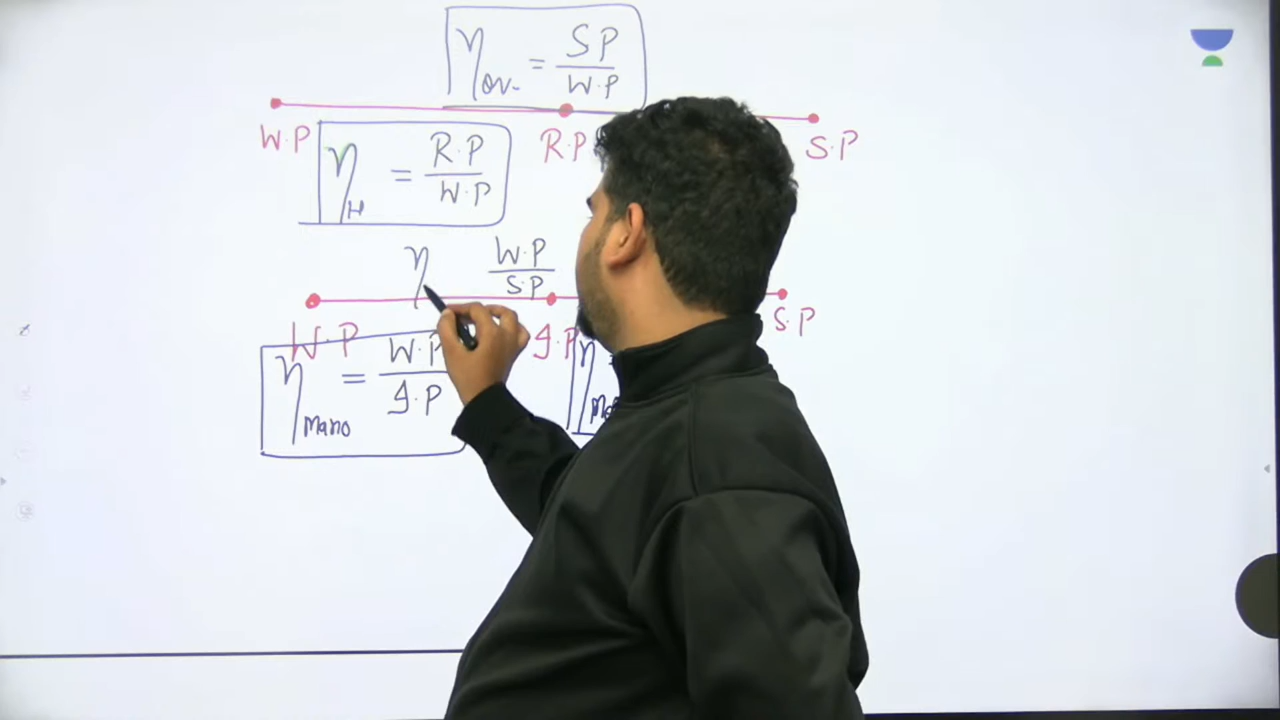 η ov. = S P / W.P
W.P R.P S.P
η H = R.P / W.P
η W.P / S.P
W.P I.P S.P
η Mano = W.P / I.P η